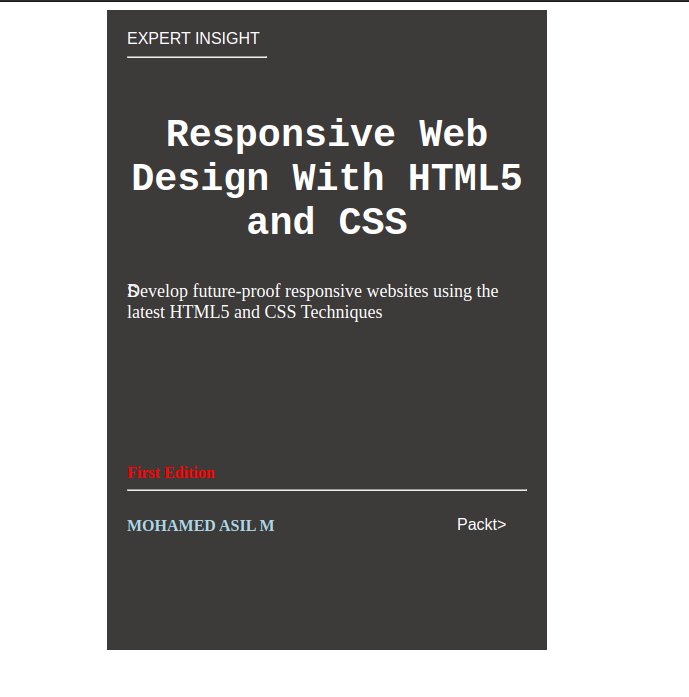 EXPERT INSIGHT
Responsive Web
Design With HTML5
and CSS
Develop future-proof responsive websites using the
latest HTML5 and CSS Techniques
First Edition
MOHAMED ASIL M
Packt>